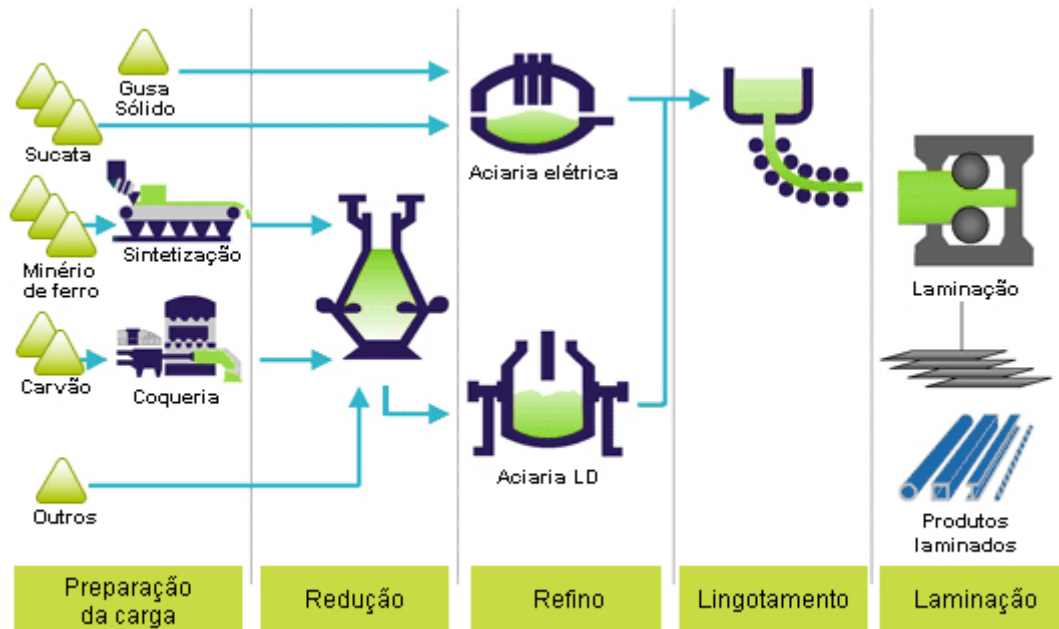 Gusa
Sólido
Sucata
Aciaria elétrica
Minério
de ferro
Sintetização
Laminação
Carvão
Coqueria
Aciaria LD
Outros
Produtos
laminados
Preparação
da carga
Redução
Refino
Lingotamento
Laminação